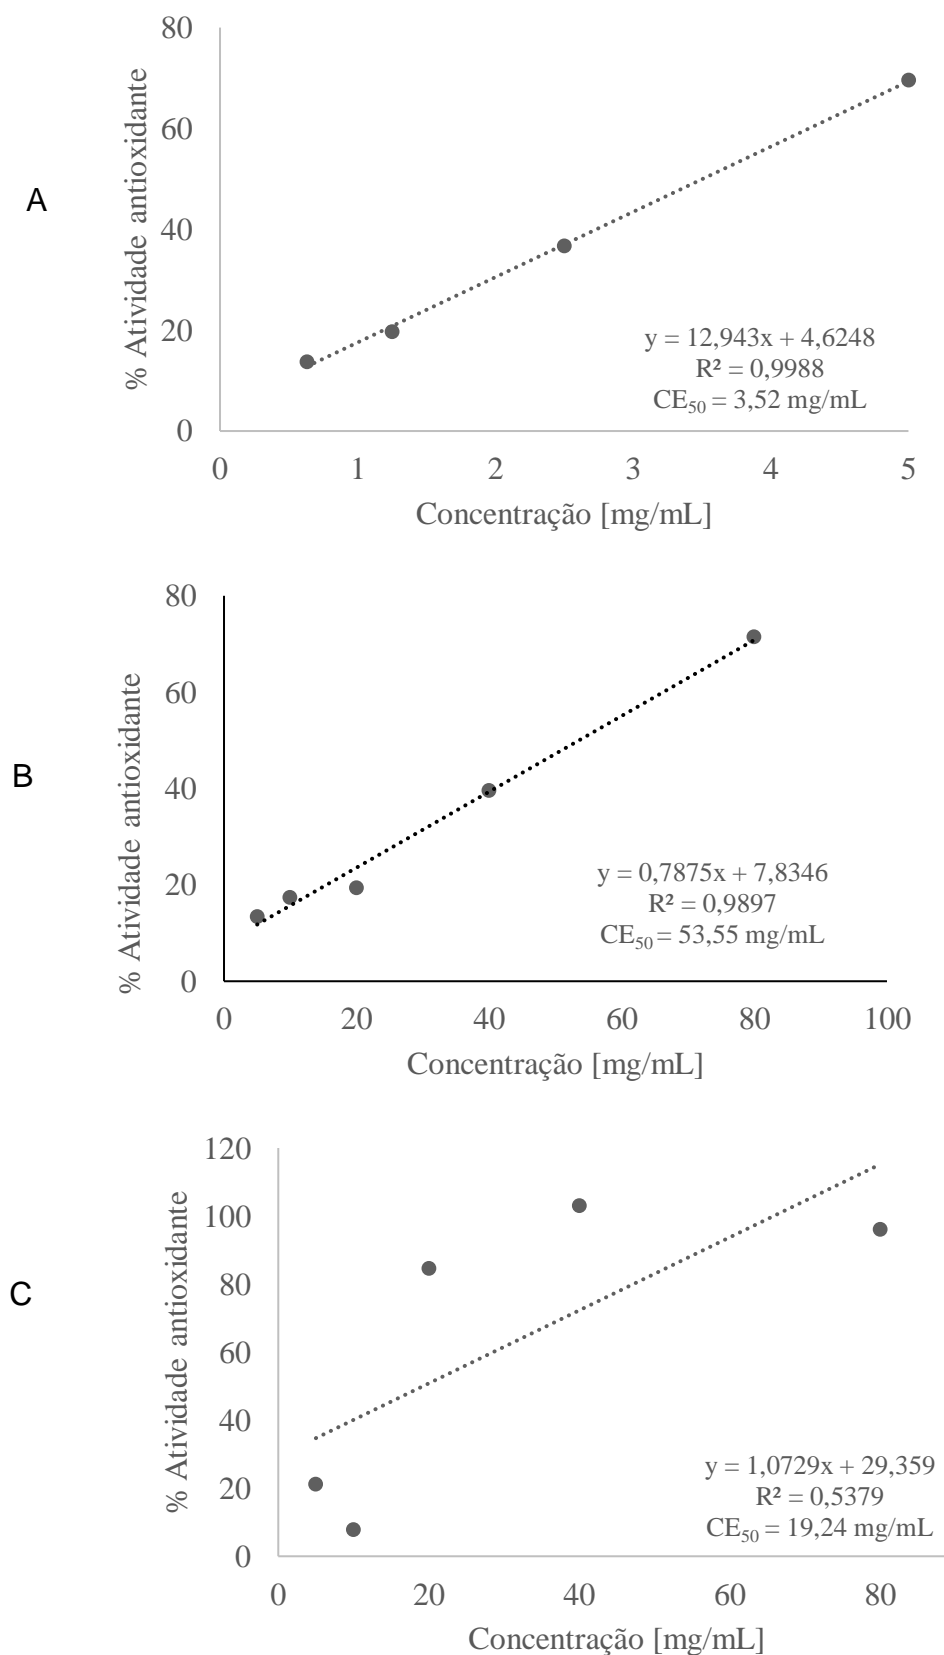 A
% Atividade antioxidante
80
60
40
20
0
y = 12,943x + 4,6248
R² = 0,9988
CE₅₀ = 3,52 mg/mL
0 1 2 3 4 5
Concentração [mg/mL]
B
% Atividade antioxidante
80
60
40
20
0
y = 0,7875x + 7,8346
R² = 0,9897
CE₅₀ = 53,55 mg/mL
0 20 40 60 80 100
Concentração [mg/mL]
C
% Atividade antioxidante
120
100
80
60
40
20
0
y = 1,0729x + 29,359
R² = 0,5379
CE₅₀ = 19,24 mg/mL
0 20 40 60 80
Concentração [mg/mL]